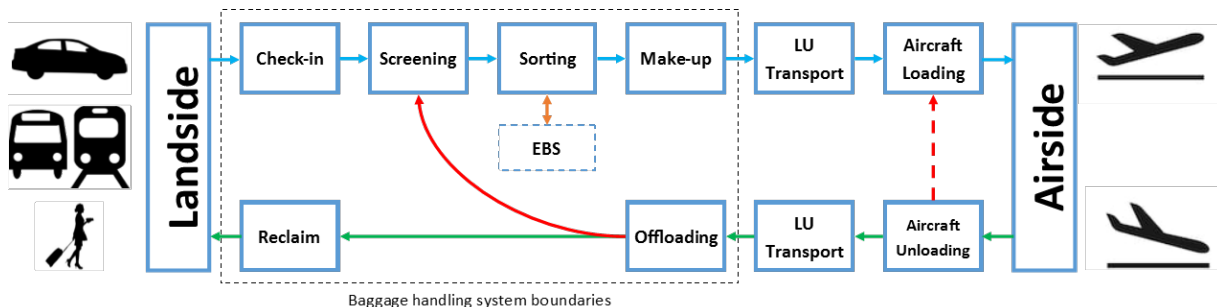 Landside
Check-in
Screening
Sorting
Make-up
LU
Transport
Aircraft
Loading
Airside
EBS
Reclaim
Offloading
LU
Transport
Aircraft
Unloading
Baggage handling system boundaries